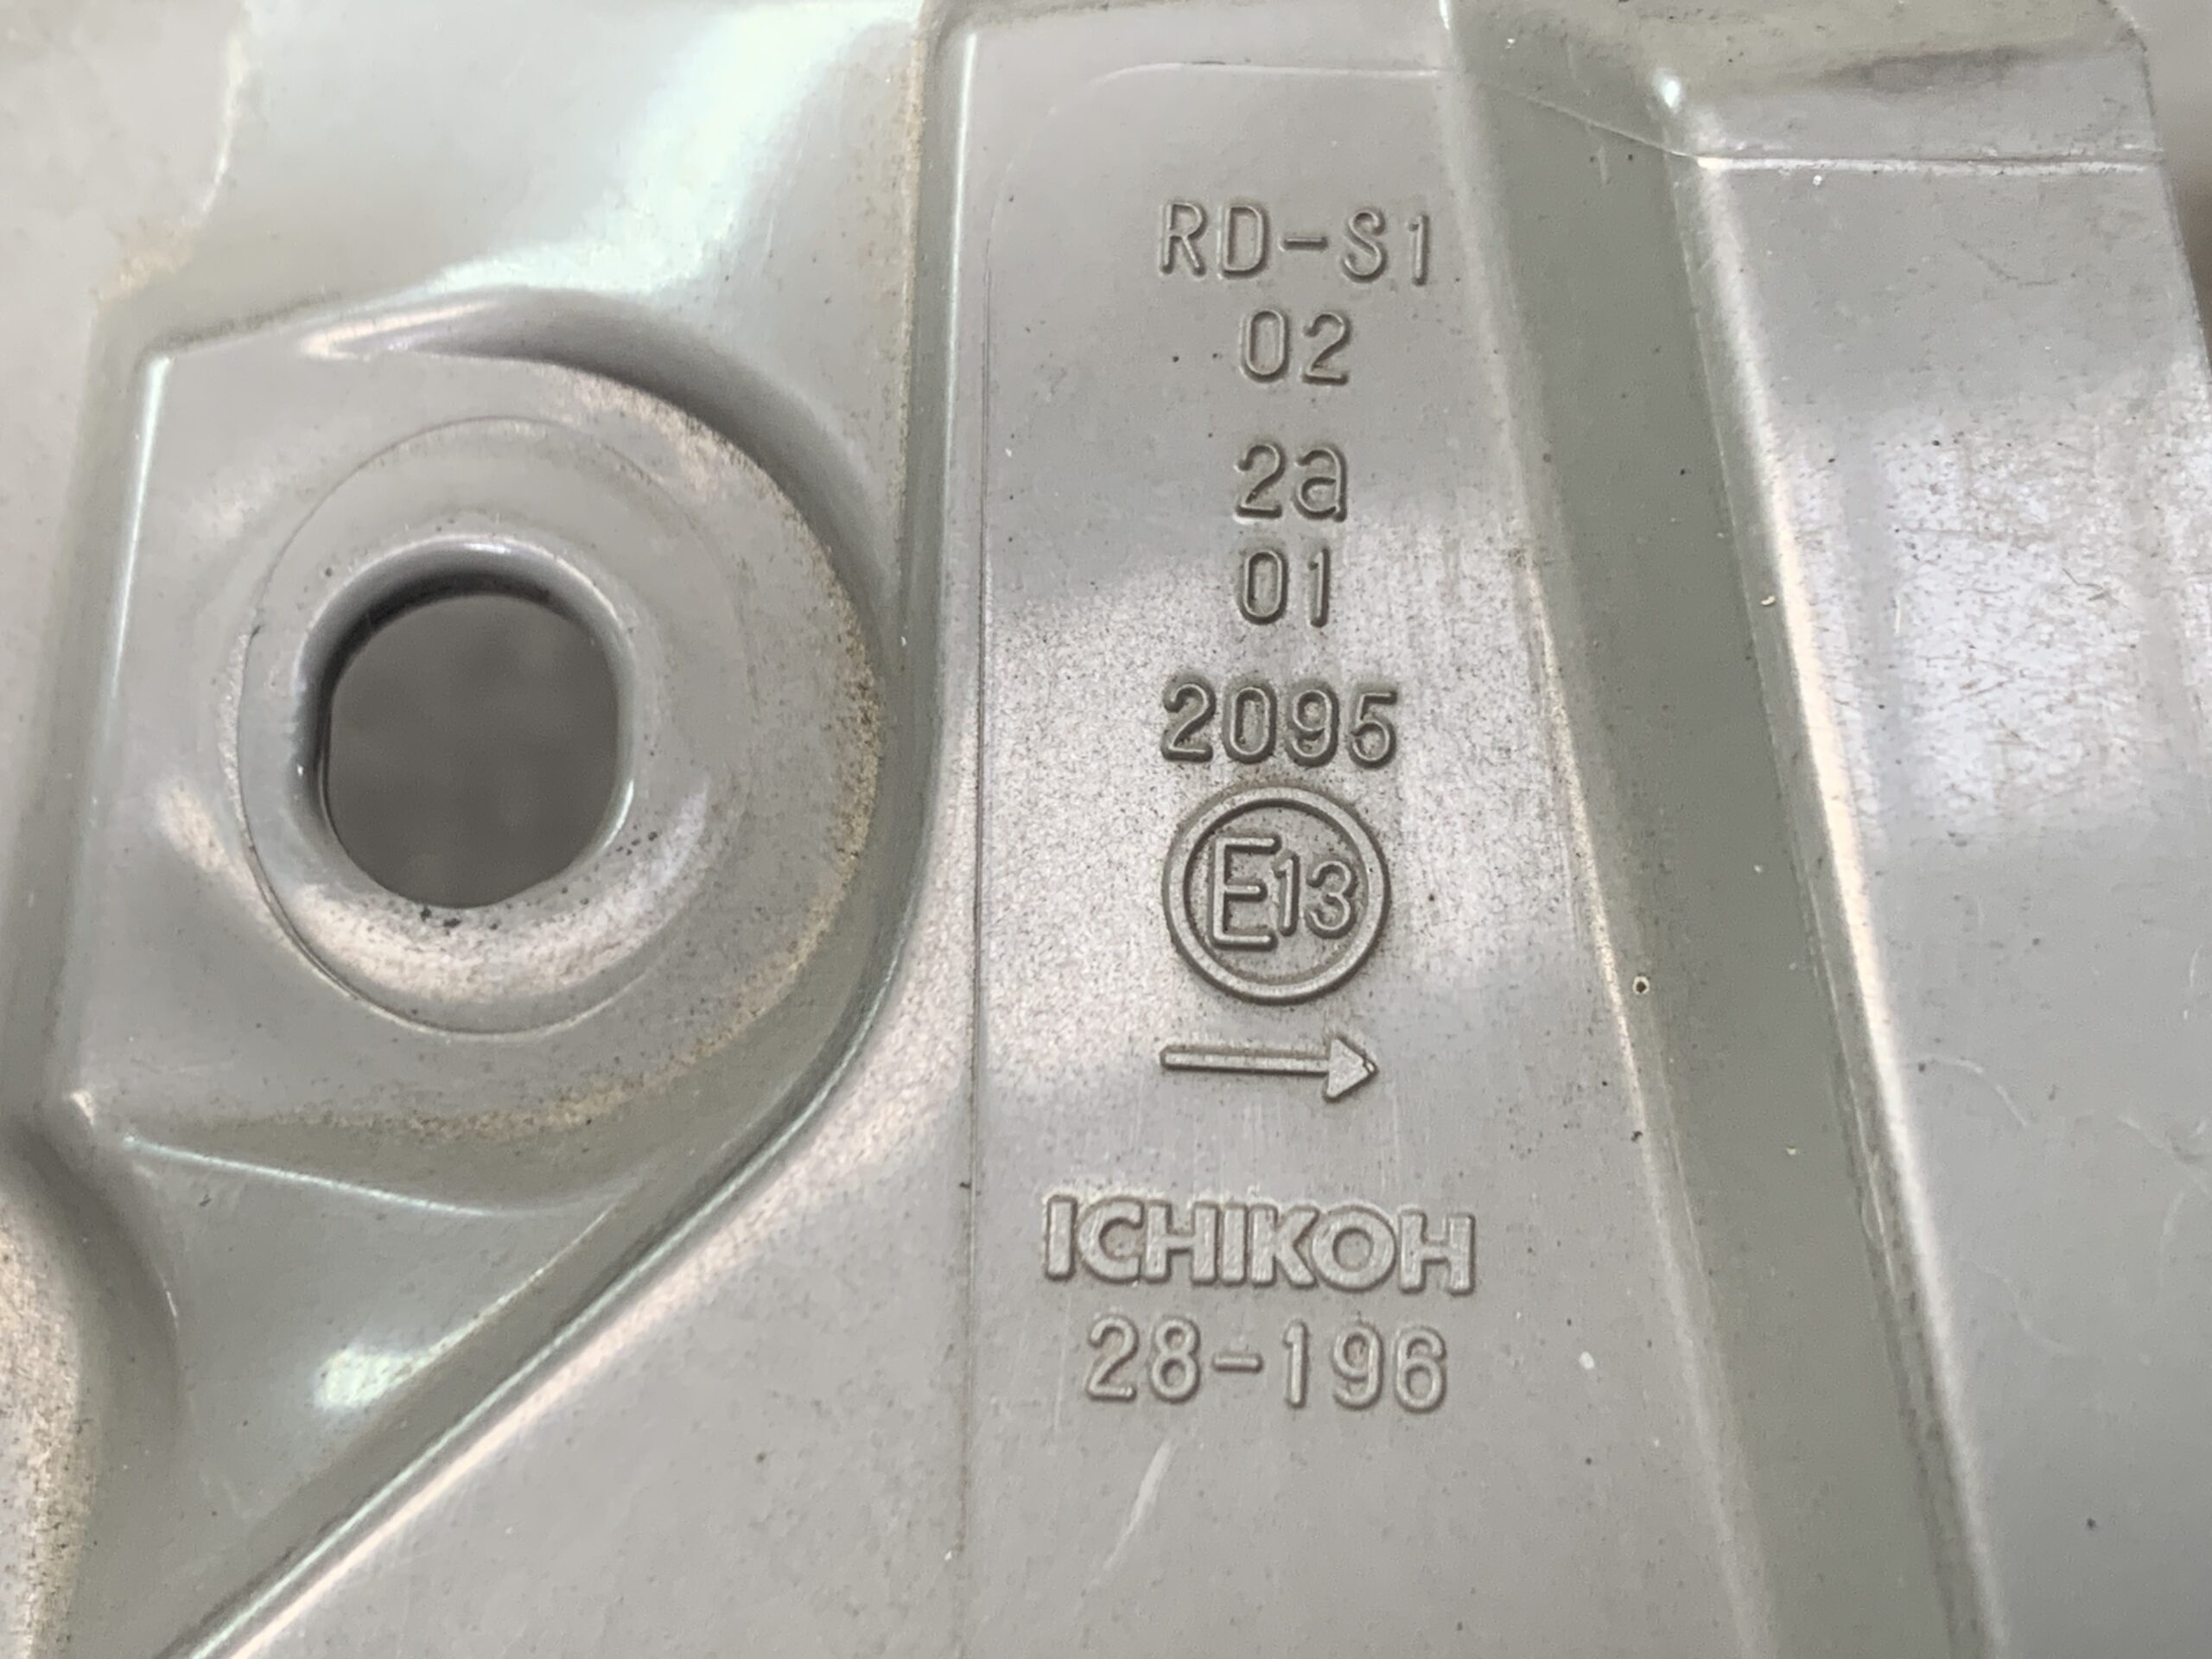 RD-S1
02
2a
01
2095
E13
→
ICHIKOH
28-196